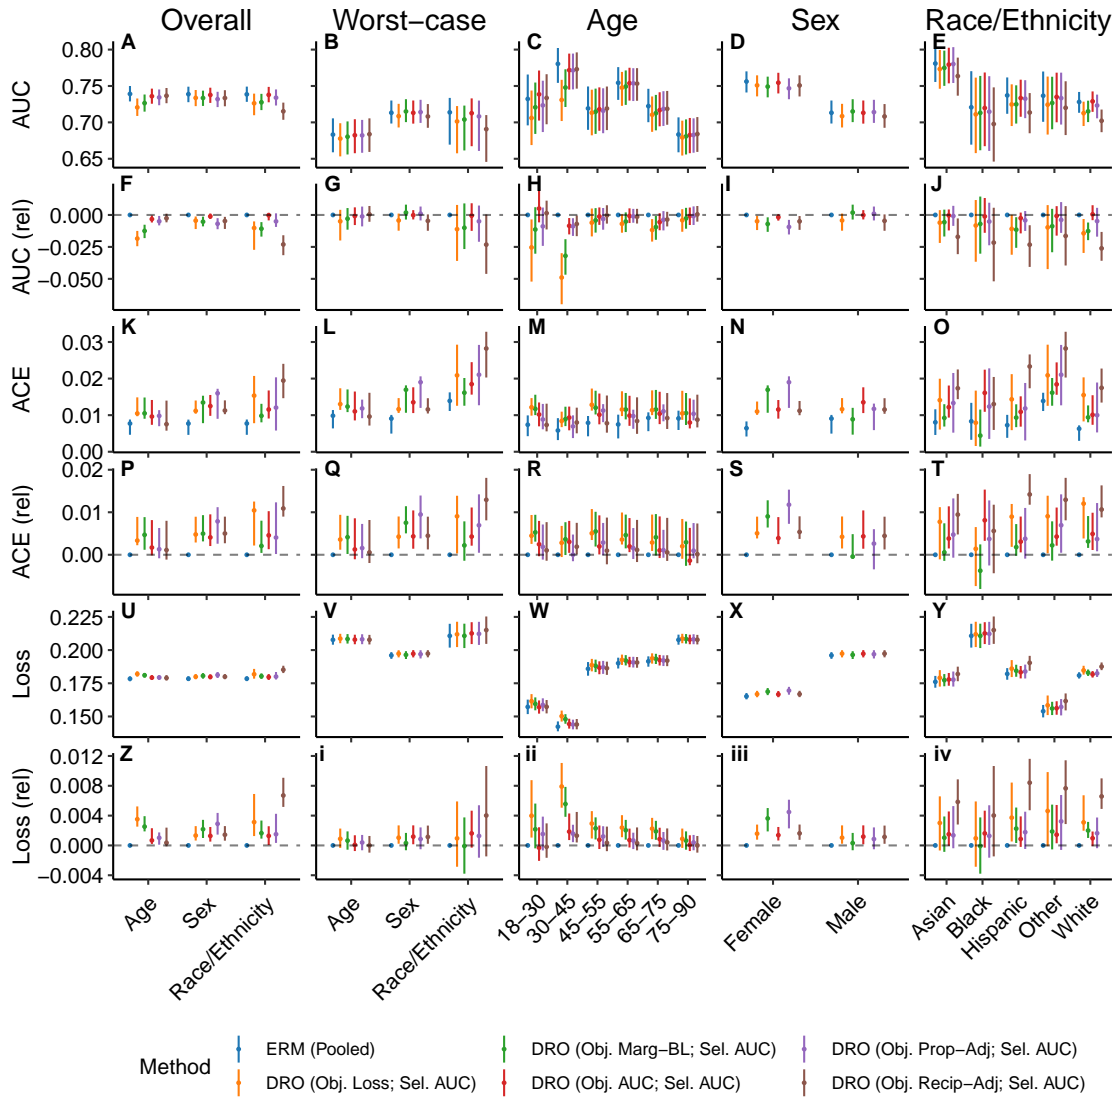 Overall Worst–case Age Sex Race/Ethnicity
A B C D E
AUC
0.80
0.75
0.70
0.65
F G H I J
AUC (rel)
0.000
−0.025
−0.050
K L M N O
ACE
0.03
0.02
0.01
0.00
P Q R S T
ACE (rel)
0.02
0.01
0.00
U V W X Y
Loss
0.225
0.200
0.175
0.150
Z i ii iii iv
Loss (rel)
0.012
0.008
0.004
0.000
−0.004
Age Sex Race/Ethnicity Age Sex Race/Ethnicity 18–30 30–45 45–55 55–65 65–75 75–90 Female Male Asian Black Hispanic Other White
Method
ERM (Pooled) DRO (Obj. Marg–BL; Sel. AUC) DRO (Obj. Prop–Adj; Sel. AUC)
DRO (Obj. Loss; Sel. AUC) DRO (Obj. AUC; Sel. AUC) DRO (Obj. Recip–Adj; Sel. AUC)